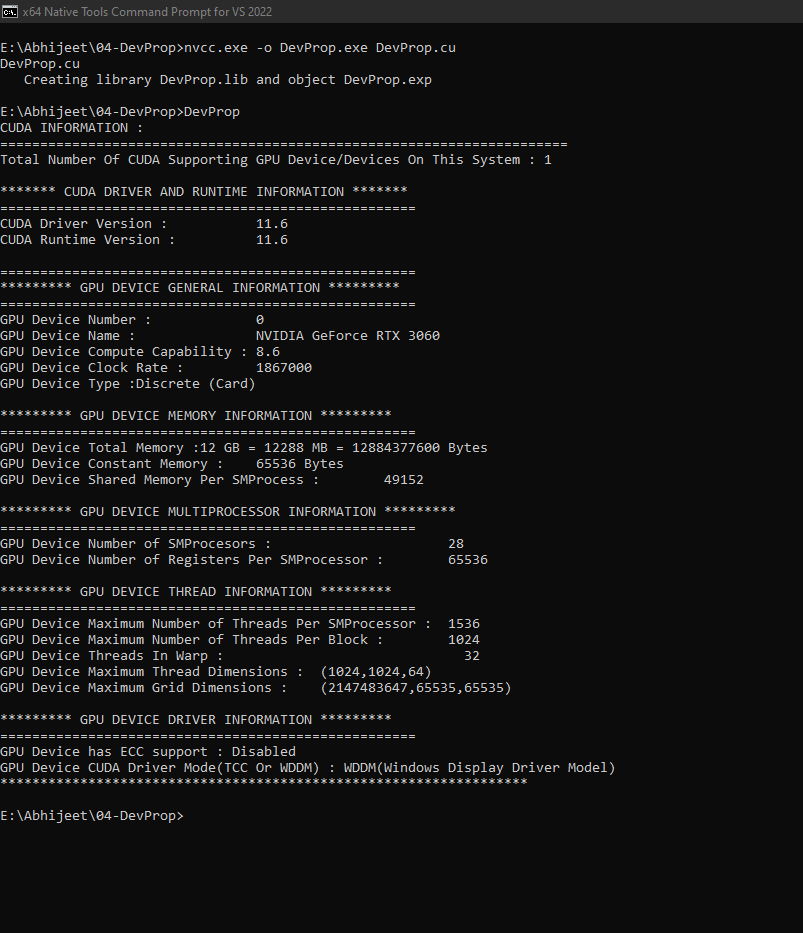 x64 Native Tools Command Prompt for VS 2022
E:\Abhijeet\04-DevProp>nvcc.exe -o DevProp.exe DevProp.cu
DevProp.cu
   Creating library DevProp.lib and object DevProp.exp
E:\Abhijeet\04-DevProp>DevProp
CUDA INFORMATION :
=======================================================================
Total Number Of CUDA Supporting GPU Device/Devices On This System : 1
******* CUDA DRIVER AND RUNTIME INFORMATION *******
====================================================
CUDA Driver Version :           11.6
CUDA Runtime Version :          11.6
====================================================
********* GPU DEVICE GENERAL INFORMATION *********
====================================================
GPU Device Number :             0
GPU Device Name :               NVIDIA GeForce RTX 3060
GPU Device Compute Capability : 8.6
GPU Device Clock Rate :         1867000
GPU Device Type :Discrete (Card)
********* GPU DEVICE MEMORY INFORMATION *********
====================================================
GPU Device Total Memory :12 GB = 12288 MB = 12884377600 Bytes
GPU Device Constant Memory :    65536 Bytes
GPU Device Shared Memory Per SMProcess :        49152
********* GPU DEVICE MULTIPROCESSOR INFORMATION *********
====================================================
GPU Device Number of SMProcesors :                      28
GPU Device Number of Registers Per SMProcessor :        65536
********* GPU DEVICE THREAD INFORMATION *********
====================================================
GPU Device Maximum Number of Threads Per SMProcessor :  1536
GPU Device Maximum Number of Threads Per Block :        1024
GPU Device Threads In Warp :                              32
GPU Device Maximum Thread Dimensions :  (1024,1024,64)
GPU Device Maximum Grid Dimensions :    (2147483647,65535,65535)
********* GPU DEVICE DRIVER INFORMATION *********
====================================================
GPU Device has ECC support : Disabled
GPU Device CUDA Driver Mode(TCC Or WDDM) : WDDM(Windows Display Driver Model)
******************************************************************
E:\Abhijeet\04-DevProp>